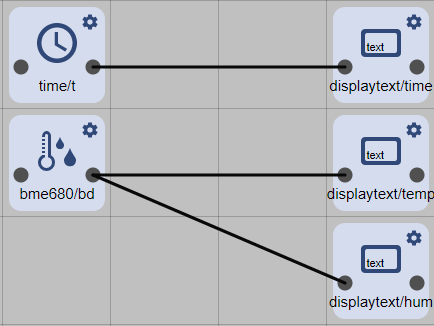 text
time/t
displaytext/time
text
bme680/bd
displaytext/temp
text
displaytext/hum